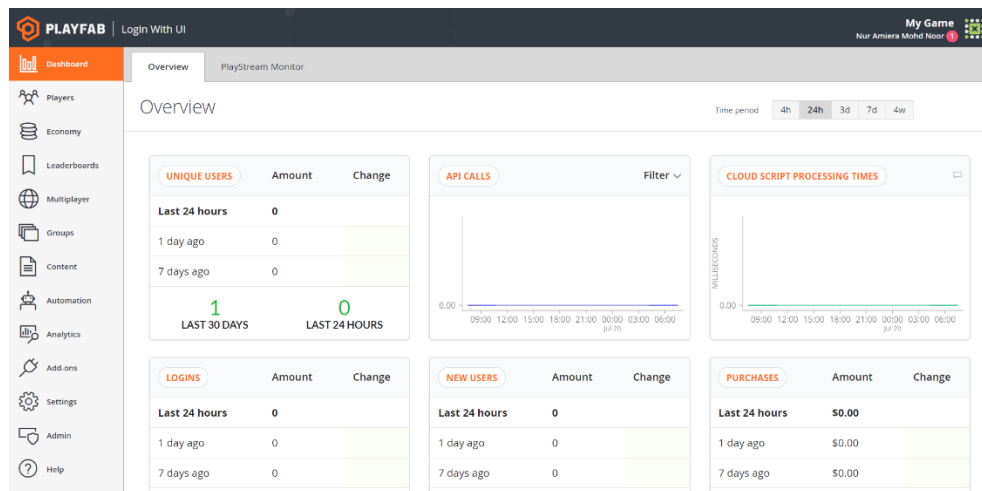 PLAYFAB | Login With UI
My Game
Nur Amiera Mohd Noor 1
Dashboard
Players
Economy
Leaderboards
Multiplayer
Groups
Content
Automation
Analytics
Add-ons
Settings
Admin
Help
Overview PlayStream Monitor
Overview
Time period 4h 24h 3d 7d 4w
UNIQUE USERS Amount Change
Last 24 hours 0
1 day ago 0
7 days ago 0
1 0
LAST 30 DAYS LAST 24 HOURS
API CALLS Filter
0.00
09:00 12:00 15:00 18:00 21:00 00:00 03:00 06:00
Jul 20
CLOUD SCRIPT PROCESSING TIMES
MILLISECONDS
0.00
09:00 12:00 15:00 18:00 21:00 00:00 03:00 06:00
Jul 20
LOGINS Amount Change
Last 24 hours 0
1 day ago 0
7 days ago 0
NEW USERS Amount Change
Last 24 hours 0
1 day ago 0
7 days ago 0
PURCHASES Amount Change
Last 24 hours $0.00
1 day ago $0.00
7 days ago $0.00